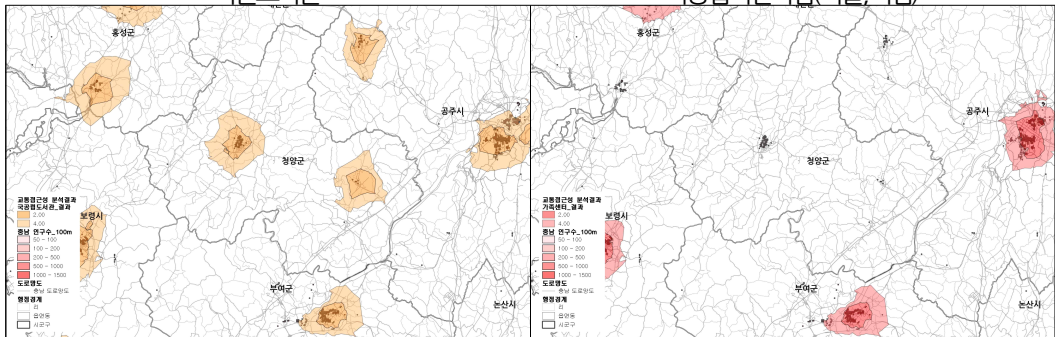 홍성군
공주시
청양군
보령시
부여군
교통접근성 분석결과
국공립도서관_결과
2.00
4.00
충남 인구수_100m
50 - 100
100 - 200
200 - 500
500 - 1000
1000 - 1500
도로망도
충남 도로망도
행정경계
리
읍면동
시군구
홍성군
공주시
청양군
보령시
부여군
논산시
교통접근성 분석결과
가족센터_결과
2.00
4.00
충남 인구수_100m
50 - 100
100 - 200
200 - 500
500 - 1000
1000 - 1500
도로망도
충남 도로망도
행정경계
리
읍면동
시군구